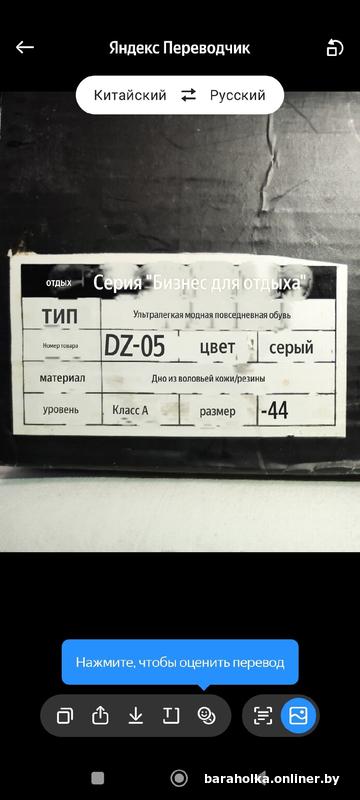 Яндекс Переводчик
Китайский Русский
отдых Серия "Бизнес для отдыха"
ТИП Ультралегкая модная повседневная обувь
Номер товара DZ-05 цвет серый
материал Дно из воловьей кожи/резины
уровень Класс А размер -44
Нажмите, чтобы оценить перевод
baraholka.onliner.by